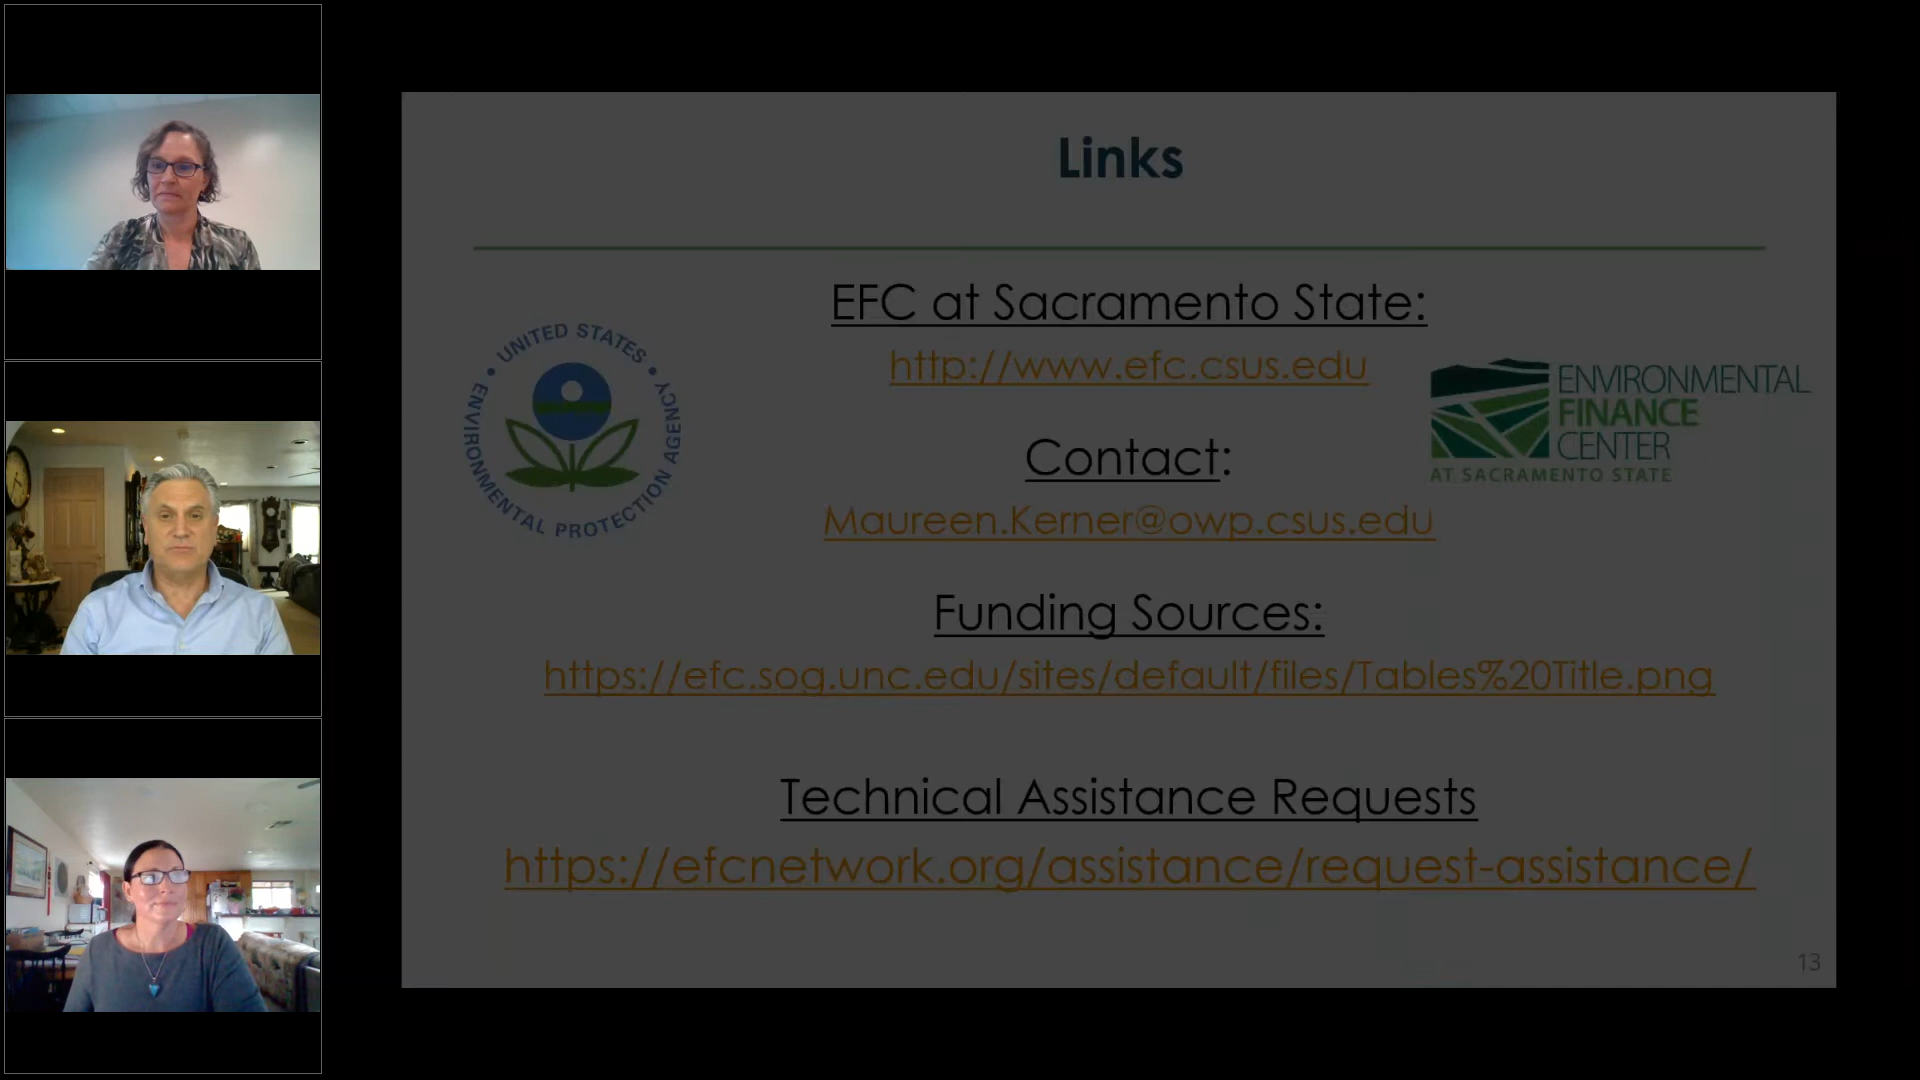 Links
EFC at Sacramento State:
http://www.efc.csus.edu
UNITED STATES
ENVIRONMENTAL PROTECTION AGENCY
ENVIRONMENTAL
FINANCE
CENTER
AT SACRAMENTO STATE
Contact:
Maureen.Kerner@owp.csus.edu
Funding Sources:
https://efc.sog.unc.edu/sites/default/files/Tables%20Title.png
Technical Assistance Requests
https://efcnetwork.org/assistance/request-assistance/
13